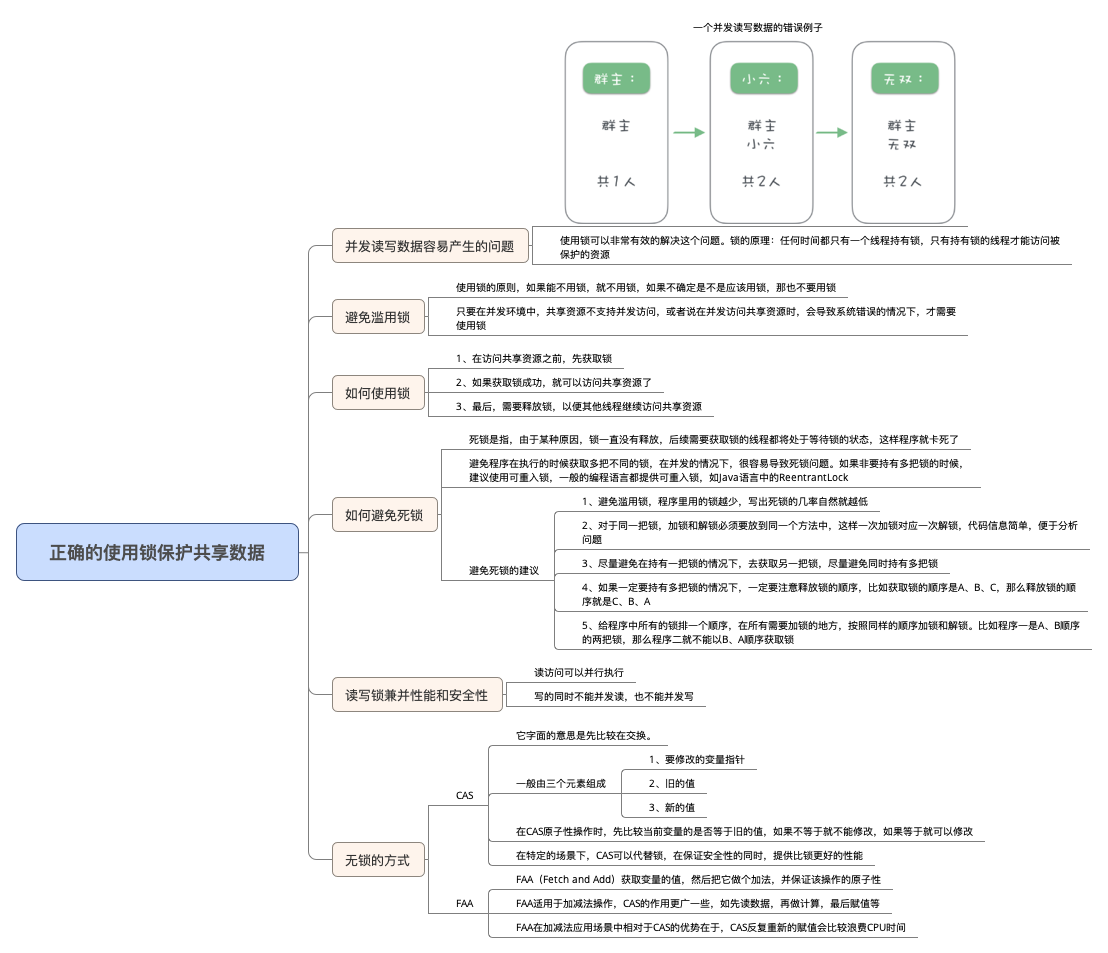 一个并发读写数据的错误例子
群主：
小六：
无双：
群主
群主
群主
小六
无双
共1人
共2人
共2人
并发读写数据容易产生的问题
使用锁可以非常有效的解决这个问题。锁的原理：任何时间都只有一个线程持有锁，只有持有锁的线程才能访问被
保护的资源
避免滥用锁
使用锁的原则，如果能不用锁，就不用锁，如果不确定是不是应该用锁，那也不要用锁
只要在并发环境中，共享资源不支持并发访问，或者说在并发访问共享资源时，会导致系统错误的情况下，才需要
使用锁
如何使用锁
1、在访问共享资源之前，先获取锁
2、如果获取锁成功，就可以访问共享资源了
3、最后，需要释放锁，以便其他线程继续访问共享资源
正确的使用锁保护共享数据
如何避免死锁
死锁是指，由于某种原因，锁一直没有释放，后续需要获取锁的线程都将处于等待锁的状态，这样程序就卡死了
避免程序在执行的时候获取多把不同的锁，在并发的情况下，很容易导致死锁问题。如果非要持有多把锁的时候，
建议使用可重入锁，一般的编程语言都提供可重入锁，如Java语言中的ReentrantLock
避免死锁的建议
1、避免滥用锁，程序里用的锁越少，写出死锁的几率自然就越低
2、对于同一把锁，加锁和解锁必须要放到同一个方法中，这样一次加锁对应一次解锁，代码信息简单，便于分析
问题
3、尽量避免在持有一把锁的情况下，去获取另一把锁，尽量避免同时持有多把锁
4、如果一定要持有多把锁的情况下，一定要注意释放锁的顺序，比如获取锁的顺序是A、B、C，那么释放锁的顺
序就是C、B、A
5、给程序中所有的锁排一个顺序，在所有需要加锁的地方，按照同样的顺序加锁和解锁。比如程序一是A、B顺序
的两把锁，那么程序二就不能以B、A顺序获取锁
读写锁兼并性能和安全性
读访问可以并行执行
写的同时不能并发读，也不能并发写
无锁的方式
CAS
它字面的意思是先比较在交换。
一般由三个元素组成
1、要修改的变量指针
2、旧的值
3、新的值
在CAS原子性操作时，先比较当前变量的是否等于旧的值，如果不等于就不能修改，如果等于就可以修改
在特定的场景下，CAS可以代替锁，在保证安全性的同时，提供比锁更好的性能
FAA
FAA（Fetch and Add）获取变量的值，然后把它做个加法，并保证该操作的原子性
FAA适用于加减法操作，CAS的作用更广一些，如先读数据，再做计算，最后赋值等
FAA在加减法应用场景中相对于CAS的优势在于，CAS反复重新的赋值会比较浪费CPU时间